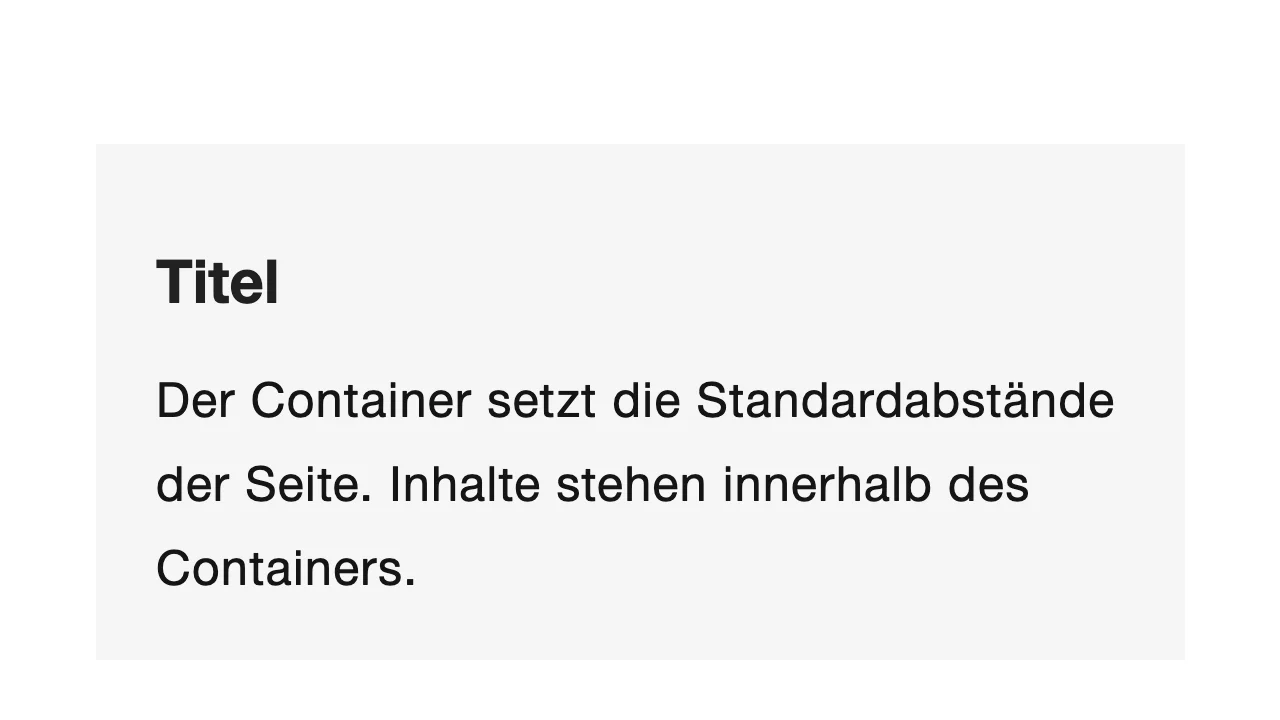 Titel
Der Container setzt die Standardabstände
der Seite. Inhalte stehen innerhalb des
Containers.